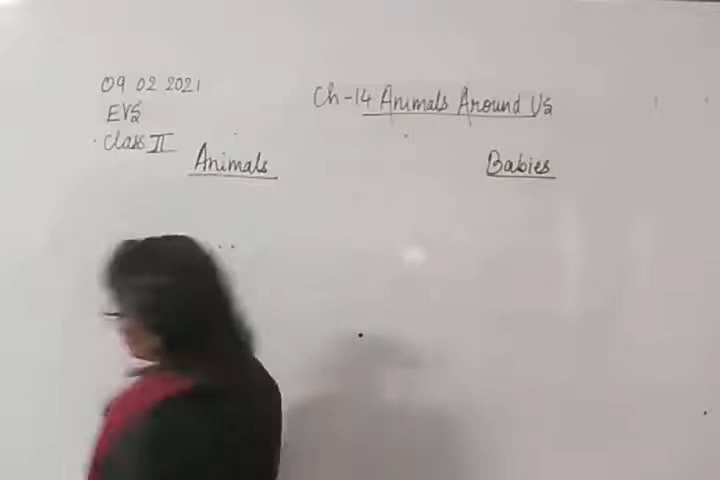 09 02 2021
Ch-14 Animals Around Us
EVS
Class II
Animals
Babies